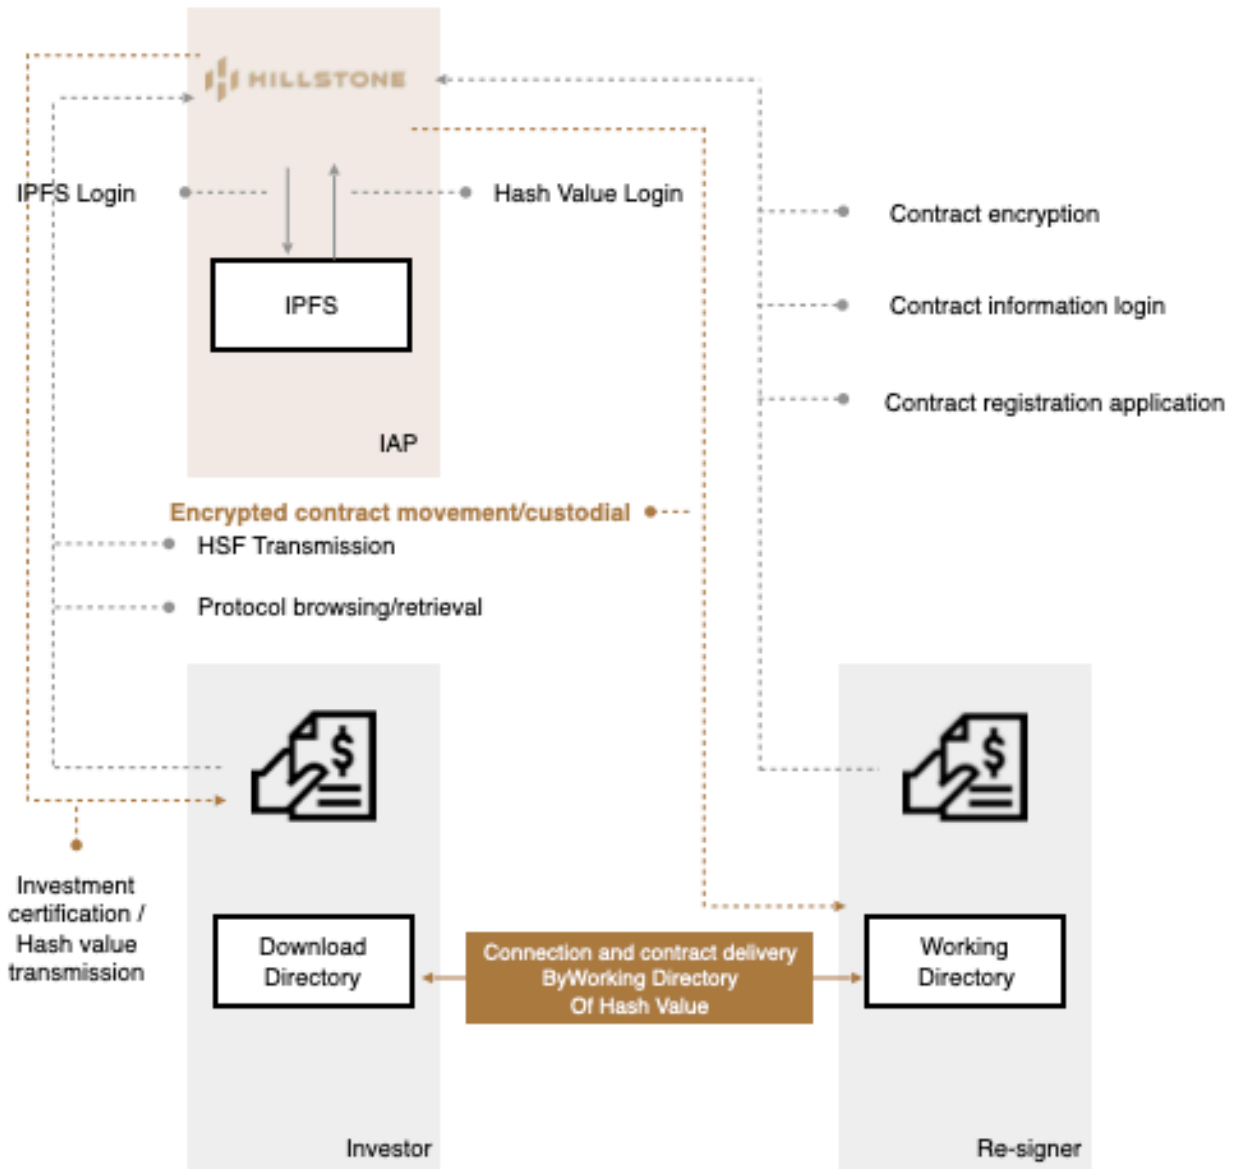 HILLSTONE
IPFS Login
Hash Value Login
Contract encryption
IPFS
Contract information login
Contract registration application
IAP
Encrypted contract movement/custodial
HSF Transmission
Protocol browsing/retrieval
$
$
Investment
certification /
Hash value
transmission
Download
Directory
Connection and contract delivery
ByWorking Directory
Of Hash Value
Working
Directory
Investor
Re-signer